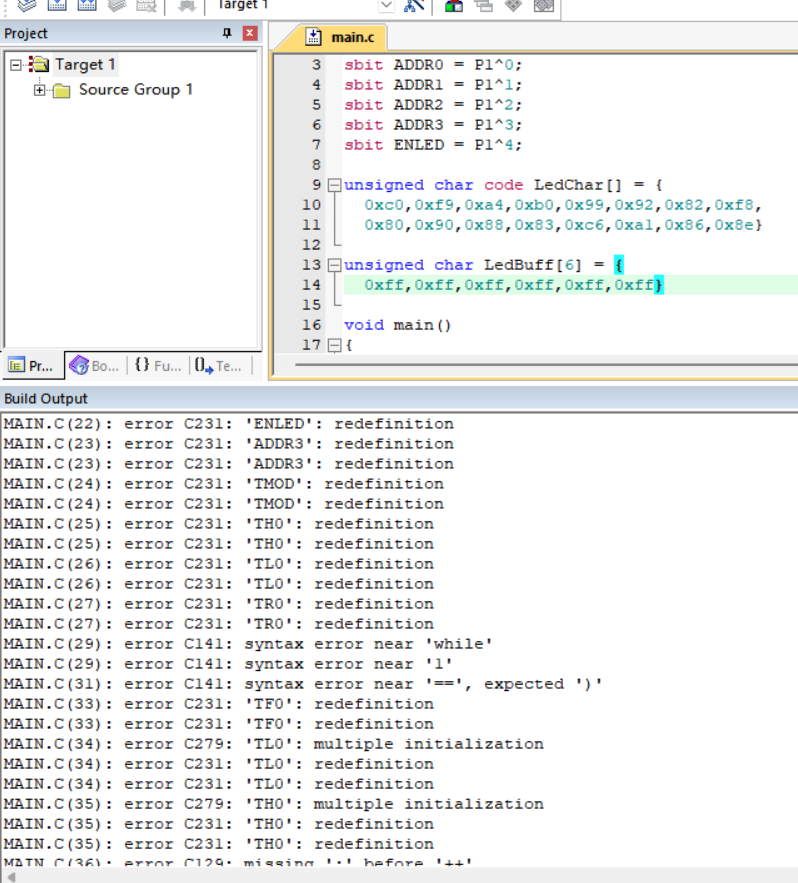 Target 1
Project
main.c
Target 1
Source Group 1
3 sbit ADDR0 = P1^0;
4 sbit ADDR1 = P1^1;
5 sbit ADDR2 = P1^2;
6 sbit ADDR3 = P1^3;
7 sbit ENLED = P1^4;
8
9 unsigned char code LedChar[] = {
10 0xc0,0xf9,0xa4,0xb0,0x99,0x92,0x82,0xf8,
11 0x80,0x90,0x88,0x83,0xc6,0xa1,0x86,0x8e}
12
13 unsigned char LedBuff[6] = {
14 0xff,0xff,0xff,0xff,0xff,0xff}
15
16 void main()
17 {
Pr... Bo... {} Fu... Te...
Build Output
MAIN.C(22): error C231: 'ENLED': redefinition
MAIN.C(23): error C231: 'ADDR3': redefinition
MAIN.C(23): error C231: 'ADDR3': redefinition
MAIN.C(24): error C231: 'TMOD': redefinition
MAIN.C(24): error C231: 'TMOD': redefinition
MAIN.C(25): error C231: 'TH0': redefinition
MAIN.C(25): error C231: 'TH0': redefinition
MAIN.C(26): error C231: 'TL0': redefinition
MAIN.C(26): error C231: 'TL0': redefinition
MAIN.C(27): error C231: 'TR0': redefinition
MAIN.C(27): error C231: 'TR0': redefinition
MAIN.C(29): error C141: syntax error near 'while'
MAIN.C(29): error C141: syntax error near '1'
MAIN.C(31): error C141: syntax error near '==', expected ')'
MAIN.C(33): error C231: 'TF0': redefinition
MAIN.C(33): error C231: 'TF0': redefinition
MAIN.C(34): error C279: 'TL0': multiple initialization
MAIN.C(34): error C231: 'TL0': redefinition
MAIN.C(34): error C231: 'TL0': redefinition
MAIN.C(35): error C279: 'TH0': multiple initialization
MAIN.C(35): error C231: 'TH0': redefinition
MAIN.C(35): error C231: 'TH0': redefinition
MAIN.C(36): error C129: missing ';' before '++'